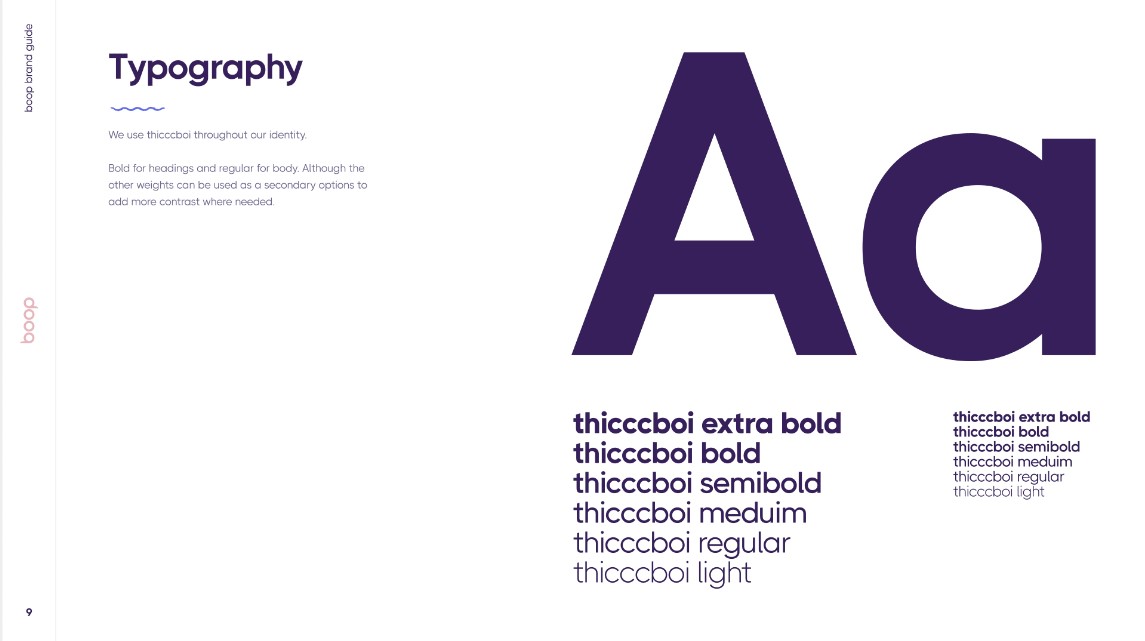 boop brand guide
boop
9
Typography
We use thicccboi throughout our identity.
Bold for headings and regular for body. Although the
other weights can be used as a secondary options to
add more contrast where needed.
Aa
thicccboi extra bold
thicccboi bold
thicccboi semibold
thicccboi meduim
thicccboi regular
thicccboi light
thicccboi extra bold
thicccboi bold
thicccboi semibold
thicccboi meduim
thicccboi regular
thicccboi light